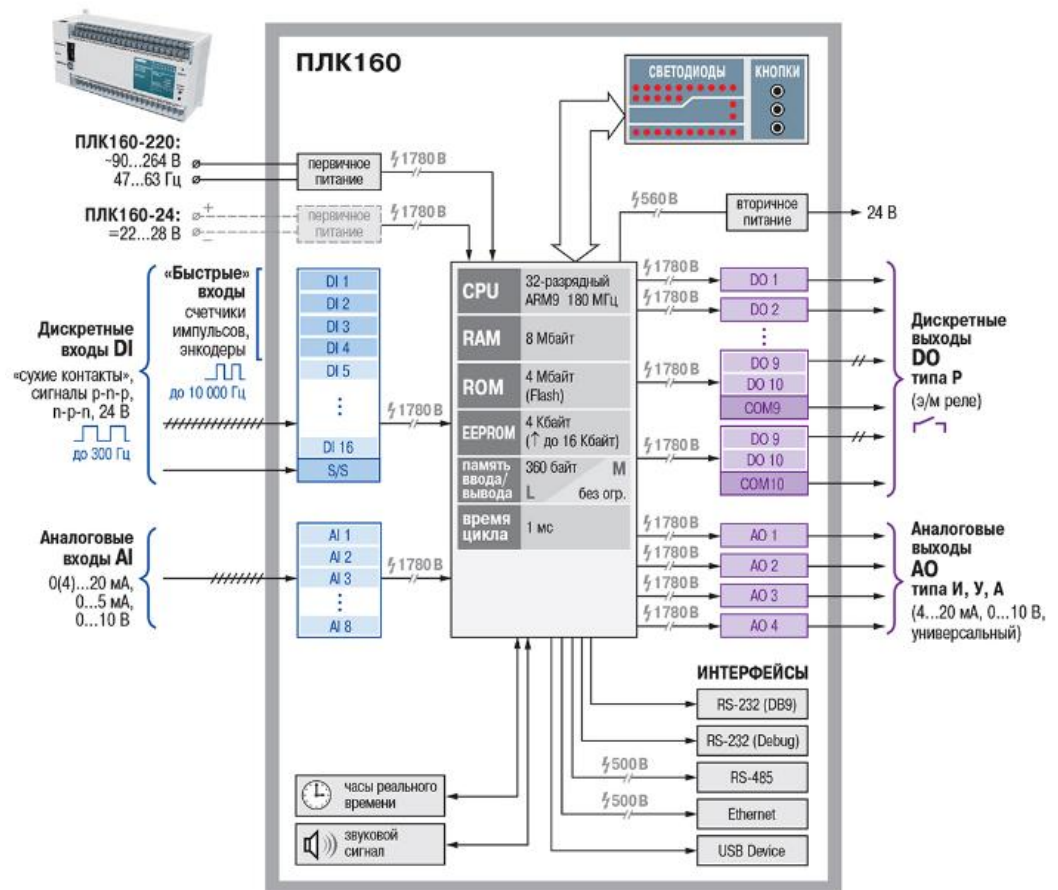 ПЛК160
СВЕТОДИОДЫ
КНОПКИ
ПЛК160-220:
~90...264 В
47...63 Гц
первичное
питание
1780 В
ПЛК160-24:
=22...28 В
+
–
первичное
питание
1780 В
560 В
вторичное
питание
24 В
«Быстрые»
входы
счетчики
импульсов,
энкодеры
до 10 000 Гц
Дискретные
входы DI
«сухие контакты»,
сигналы p-n-p,
n-p-n, 24 В
до 300 Гц
DI 1
DI 2
DI 3
DI 4
DI 5
DI 16
S/S
1780 В
Аналоговые
входы AI
0(4)...20 мА,
0...5 мА,
0...10 В
AI 1
AI 2
AI 3
AI 8
1780 В
CPU
32-разрядный
ARM9 180 МГц
RAM
8 Мбайт
ROM
4 Мбайт
(Flash)
EEPROM
4 Кбайт
(↑ до 16 Кбайт)
память
ввода/
вывода
360 байт
M
L
без огр.
время
цикла
1 мс
1780 В
DO 1
1780 В
DO 2
1780 В
DO 9
DO 10
COM9
1780 В
DO 9
DO 10
COM10
Дискретные
выходы
DO
типа Р
(э/м реле)
1780 В
AO 1
1780 В
AO 2
1780 В
AO 3
1780 В
AO 4
Аналоговые
выходы
AO
типа И, У, А
(4...20 мА, 0...10 В,
универсальный)
ИНТЕРФЕЙСЫ
RS-232 (DB9)
RS-232 (Debug)
500 В
RS-485
500 В
Ethernet
USB Device
часы реального
времени
звуковой
сигнал